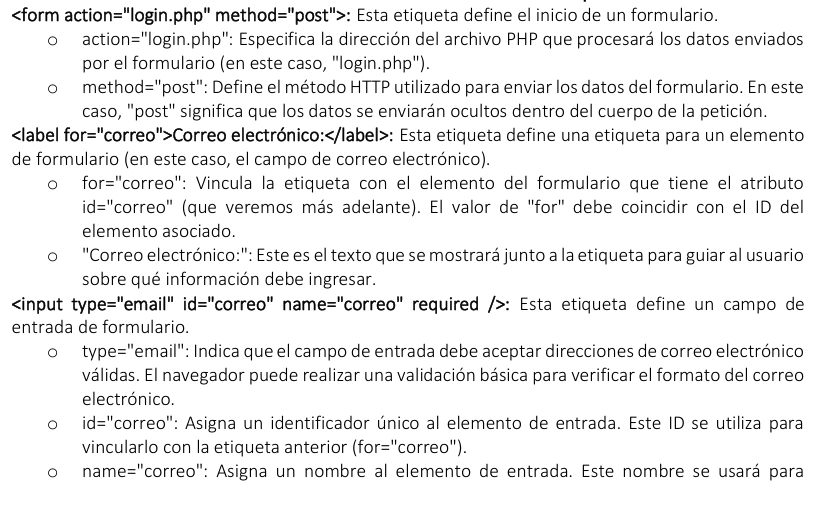 <form action="login.php" method="post">: Esta etiqueta define el inicio de un formulario.
o action="login.php": Especifica la dirección del archivo PHP que procesará los datos enviados
por el formulario (en este caso, "login.php").
o method="post": Define el método HTTP utilizado para enviar los datos del formulario. En este
caso, "post" significa que los datos se enviarán ocultos dentro del cuerpo de la petición.
<label for="correo">Correo electrónico:</label>: Esta etiqueta define una etiqueta para un elemento
de formulario (en este caso, el campo de correo electrónico).
o for="correo": Vincula la etiqueta con el elemento del formulario que tiene el atributo
id="correo" (que veremos más adelante). El valor de "for" debe coincidir con el ID del
elemento asociado.
o "Correo electrónico:": Este es el texto que se mostrará junto a la etiqueta para guiar al usuario
sobre qué información debe ingresar.
<input type="email" id="correo" name="correo" required />: Esta etiqueta define un campo de
entrada de formulario.
o type="email": Indica que el campo de entrada debe aceptar direcciones de correo electrónico
válidas. El navegador puede realizar una validación básica para verificar el formato del correo
electrónico.
o id="correo": Asigna un identificador único al elemento de entrada. Este ID se utiliza para
vincularlo con la etiqueta anterior (for="correo").
o name="correo": Asigna un nombre al elemento de entrada. Este nombre se usará para